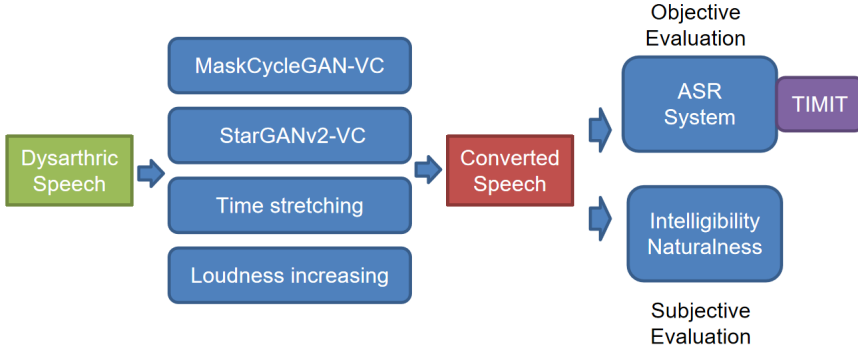 Dysarthric
Speech
MaskCycleGAN-VC
StarGANv2-VC
Time stretching
Loudness increasing
Converted
Speech
Objective
Evaluation
ASR
System
TIMIT
Intelligibility
Naturalness
Subjective
Evaluation